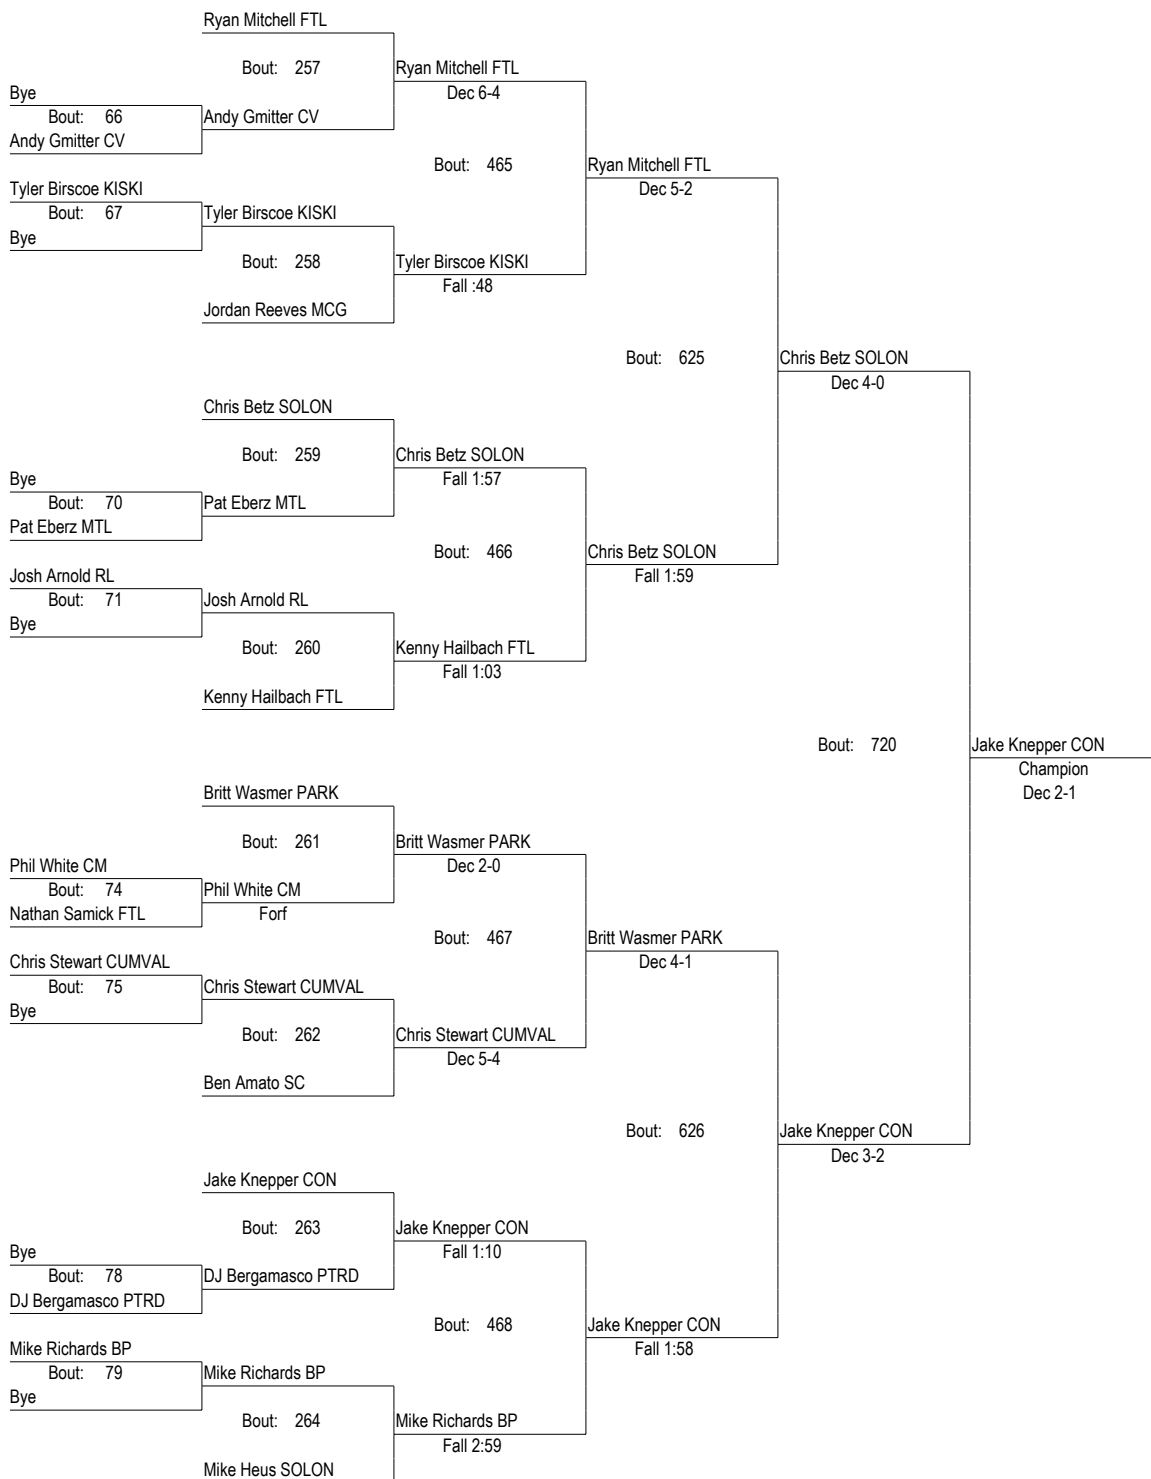 Ryan Mitchell FTL
Bout: 257
Ryan Mitchell FTL
Dec 6-4
Bye
Bout: 66
Andy Gmitter CV
Andy Gmitter CV
Bout: 465
Ryan Mitchell FTL
Dec 5-2
Tyler Birscoe KISKI
Bout: 67
Tyler Birscoe KISKI
Bye
Bout: 258
Tyler Birscoe KISKI
Fall :48
Jordan Reeves MCG
Bout: 625
Chris Betz SOLON
Dec 4-0
Chris Betz SOLON
Bout: 259
Chris Betz SOLON
Fall 1:57
Bye
Bout: 70
Pat Eberz MTL
Pat Eberz MTL
Bout: 466
Chris Betz SOLON
Fall 1:59
Josh Arnold RL
Bout: 71
Josh Arnold RL
Bye
Bout: 260
Kenny Hailbach FTL
Fall 1:03
Kenny Hailbach FTL
Bout: 720
Jake Knepper CON
Champion
Dec 2-1
Britt Wasmer PARK
Bout: 261
Britt Wasmer PARK
Dec 2-0
Phil White CM
Bout: 74
Phil White CM
Nathan Samick FTL
Forf
Bout: 467
Britt Wasmer PARK
Dec 4-1
Chris Stewart CUMVAL
Bout: 75
Chris Stewart CUMVAL
Bye
Bout: 262
Chris Stewart CUMVAL
Dec 5-4
Ben Amato SC
Bout: 626
Jake Knepper CON
Dec 3-2
Jake Knepper CON
Bout: 263
Jake Knepper CON
Fall 1:10
Bye
Bout: 78
DJ Bergamasco PTRD
DJ Bergamasco PTRD
Bout: 468
Jake Knepper CON
Fall 1:58
Mike Richards BP
Bout: 79
Mike Richards BP
Bye
Bout: 264
Mike Richards BP
Fall 2:59
Mike Heus SOLON